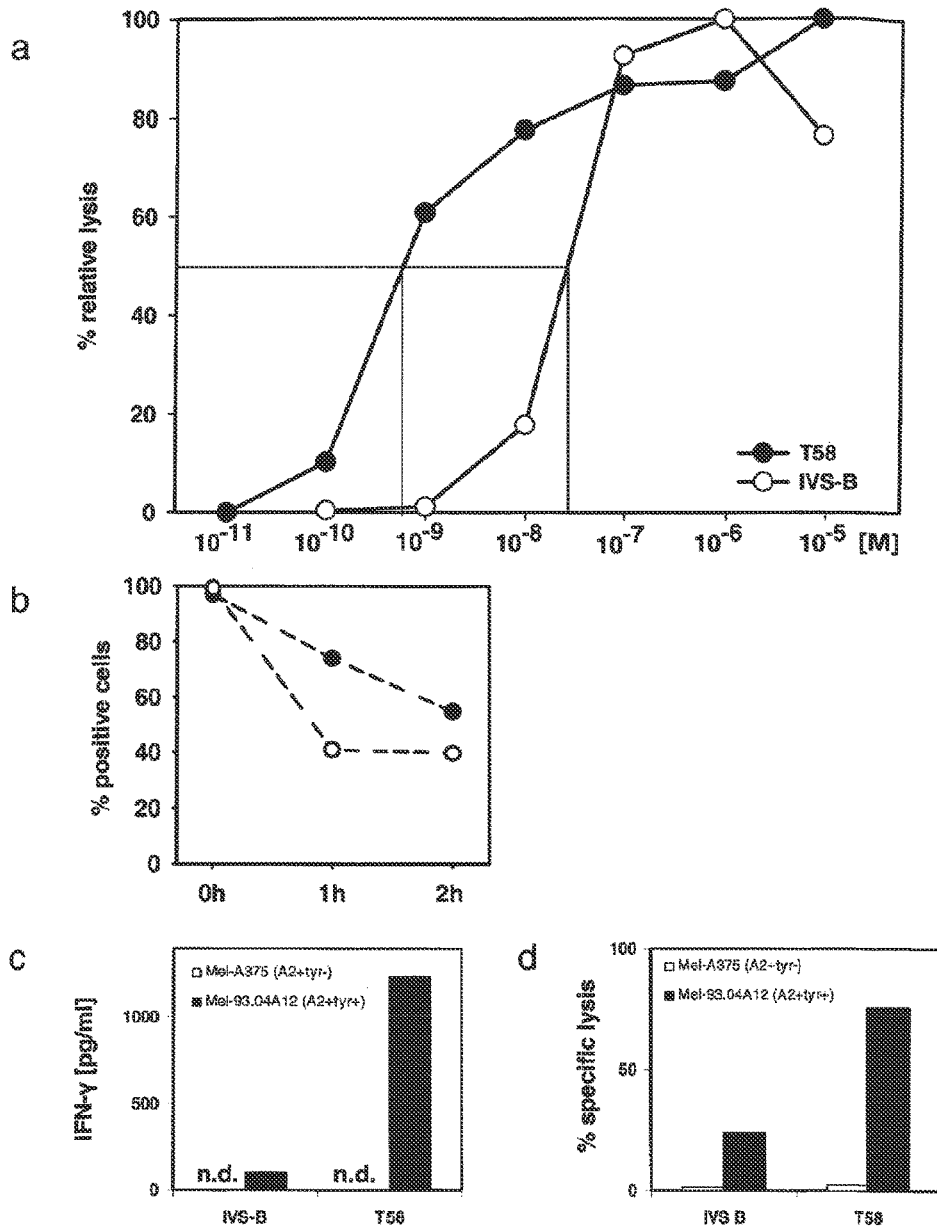 a
100
80
60
40
20
0
% relative lysis
T58
IVS-B
10-11
10-10
10-9
10-8
10-7
10-6
10-5
[M]
b
100
80
60
40
20
0
% positive cells
0h
1h
2h
c
Mel-A375 (A2+tyr-)
Mel-93.04A12 (A2+tyr+)
1000
500
0
IFN-γ [pg/ml]
n.d.
n.d.
IVS-B
T58
d
100
50
0
% specific lysis
Mel-A375 (A2+tyr-)
Mel-93.04A12 (A2+tyr+)
IVS B
T58